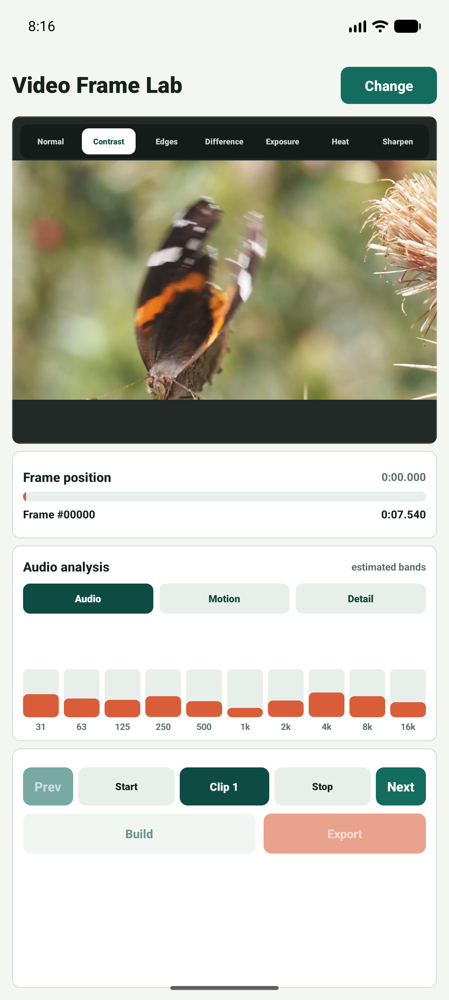 8:16
Video Frame Lab
Change
Normal Contrast Edges Difference Exposure Heat Sharpen
Frame position 0:00.000
Frame #00000 0:07.540
Audio analysis estimated bands
Audio Motion Detail
31 63 125 250 500 1k 2k 4k 8k 16k
Prev Start Clip 1 Stop Next
Build Export